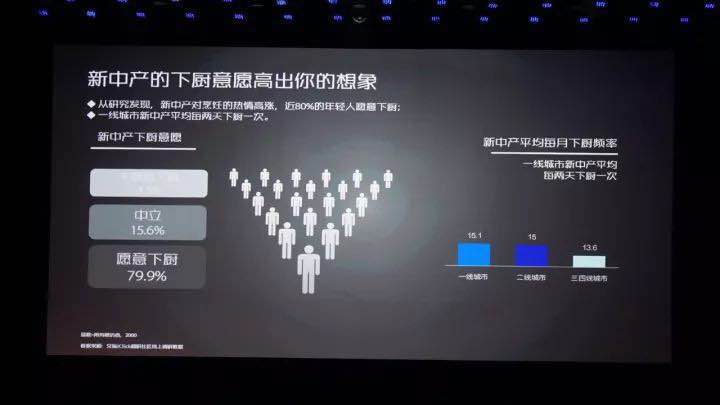 新中产的下厨意愿高出你的想象
◆ 从研究发现，新中产对烹饪的热情高涨，近80%的年轻人愿意下厨；
◆ 一线城市新中产平均每两天下厨一次。
新中产下厨意愿
中立
15.6%
愿意下厨
79.9%
新中产平均每月下厨频率
一线城市新中产平均
每两天下厨一次
15.1
15
13.6
一线城市
二线城市
三四线城市